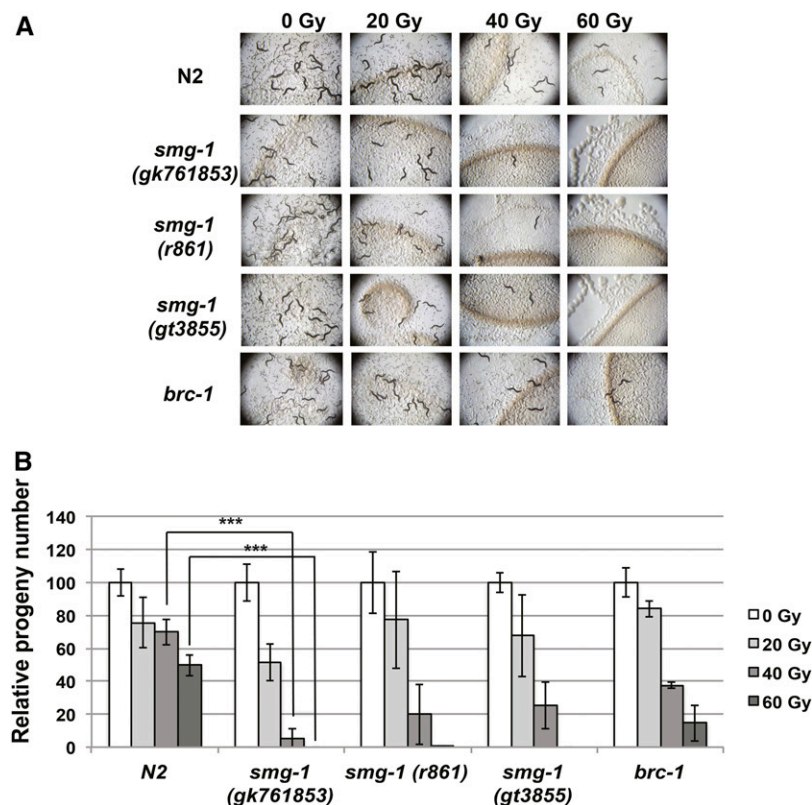 A
0 Gy 20 Gy 40 Gy 60 Gy
N2
smg-1
(gk761853)
smg-1
(r861)
smg-1
(gt3855)
brc-1
B
Relative progeny number
140
120
100
80
60
40
20
0
***
***
0 Gy
20 Gy
40 Gy
60 Gy
N2 smg-1 smg-1 (r861) smg-1 brc-1
(gk761853) (gt3855)